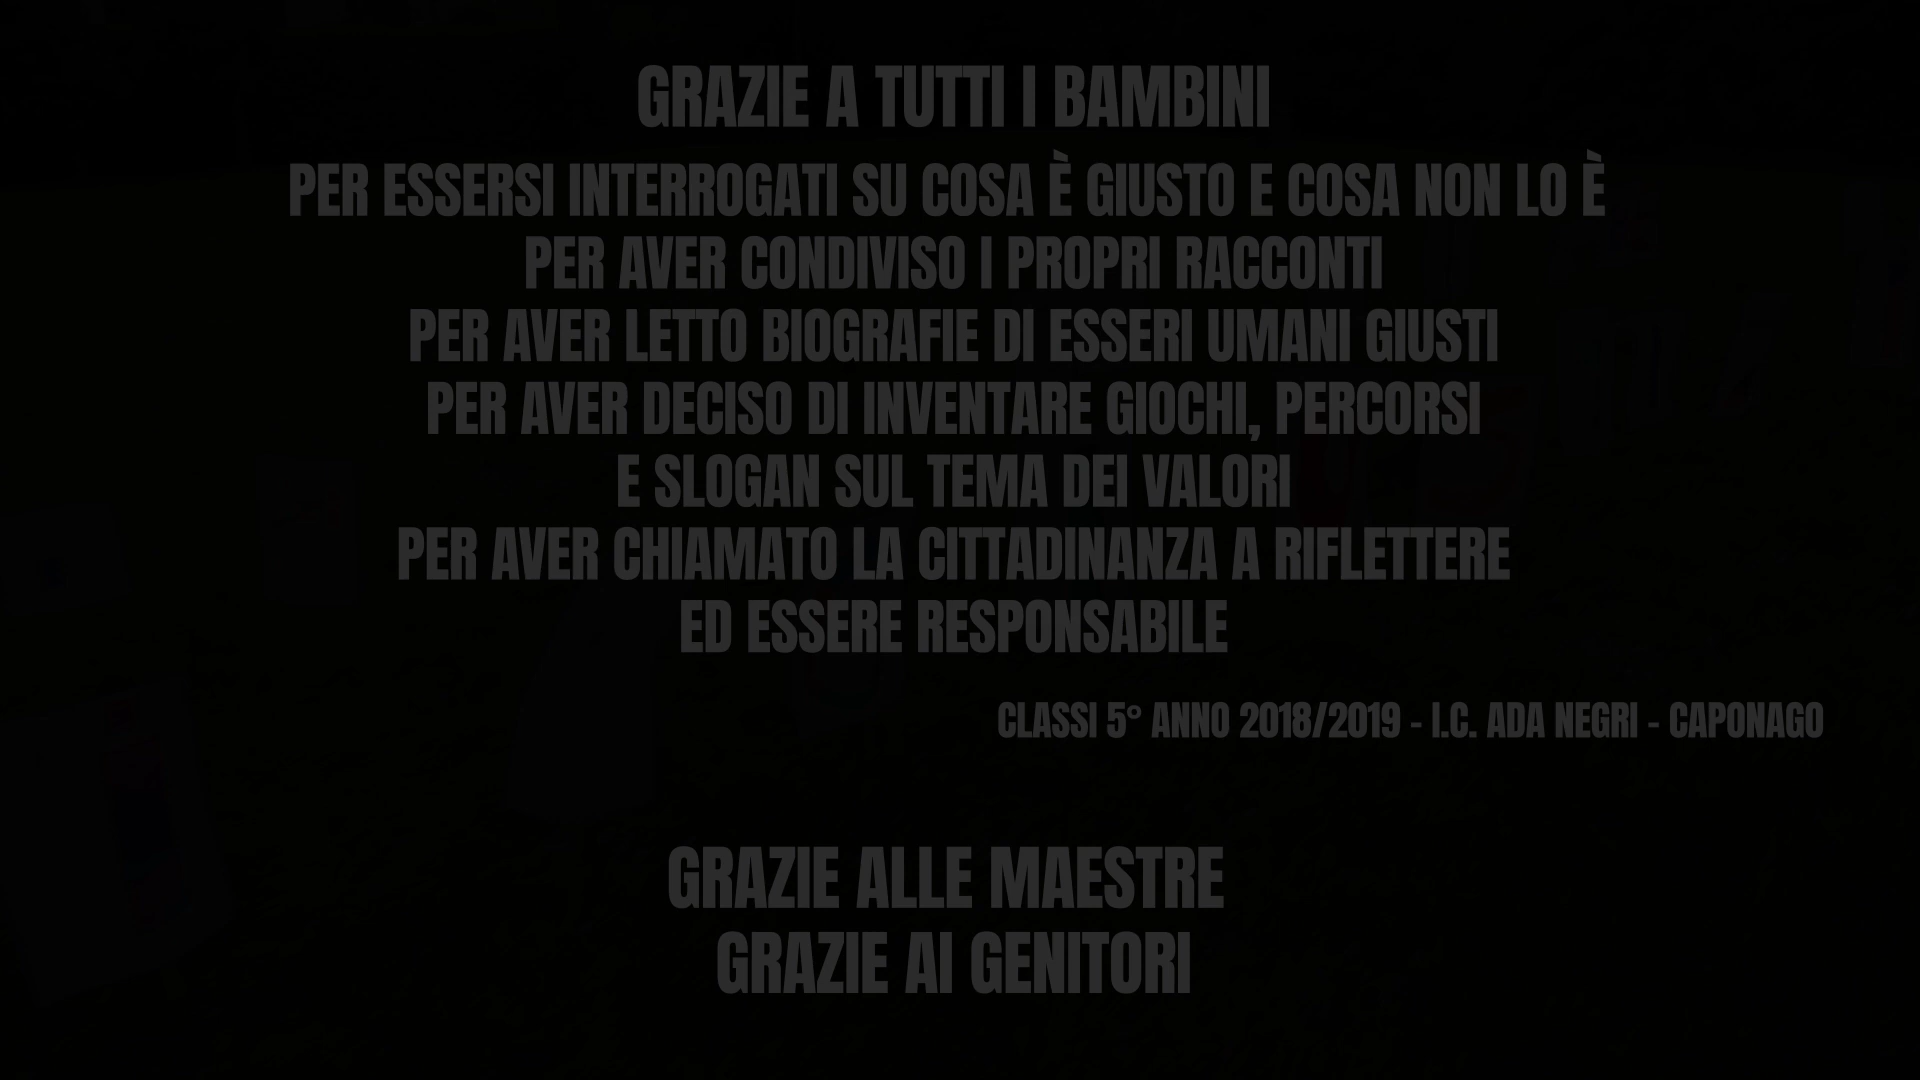 GRAZIE A TUTTI I BAMBINI
PER ESSERSI INTERROGATI SU COSA È GIUSTO E COSA NON LO È
PER AVER CONDIVISO I PROPRI RACCONTI
PER AVER LETTO BIOGRAFIE DI ESSERI UMANI GIUSTI
PER AVER DECISO DI INVENTARE GIOCHI, PERCORSI
E SLOGAN SUL TEMA DEI VALORI
PER AVER CHIAMATO LA CITTADINANZA A RIFLETTERE
ED ESSERE RESPONSABILE
CLASSI 5° ANNO 2018/2019 - I.C. ADA NEGRI - CAPONAGO
GRAZIE ALLE MAESTRE
GRAZIE AI GENITORI